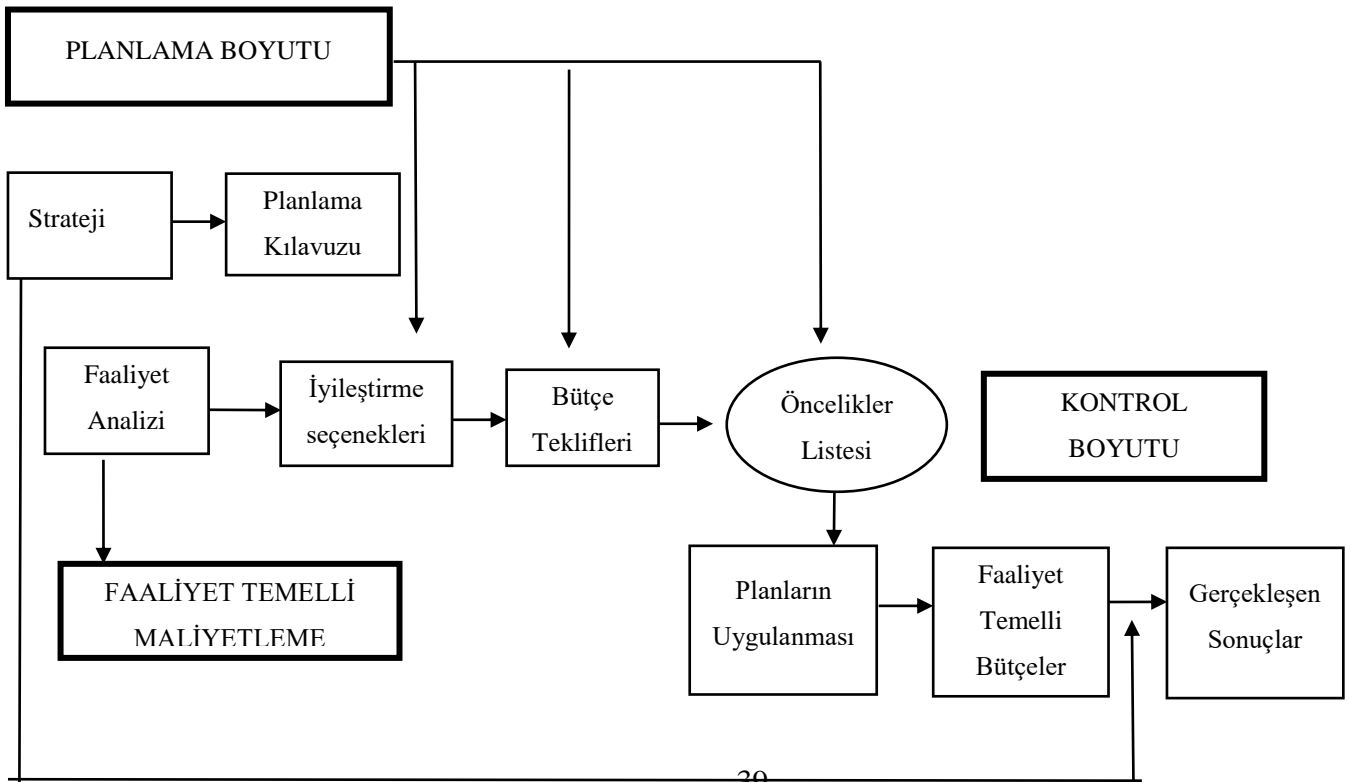 PLANLAMA BOYUTU
Strateji
Planlama
Kılavuzu
Faaliyet
Analizi
İyileştirme
seçenekleri
Bütçe
Teklifleri
Öncelikler
Listesi
KONTROL
BOYUTU
FAALİYET TEMELLİ
MALİYETLEME
Planların
Uygulanması
Faaliyet
Temelli
Bütçeler
Gerçekleşen
Sonuçlar